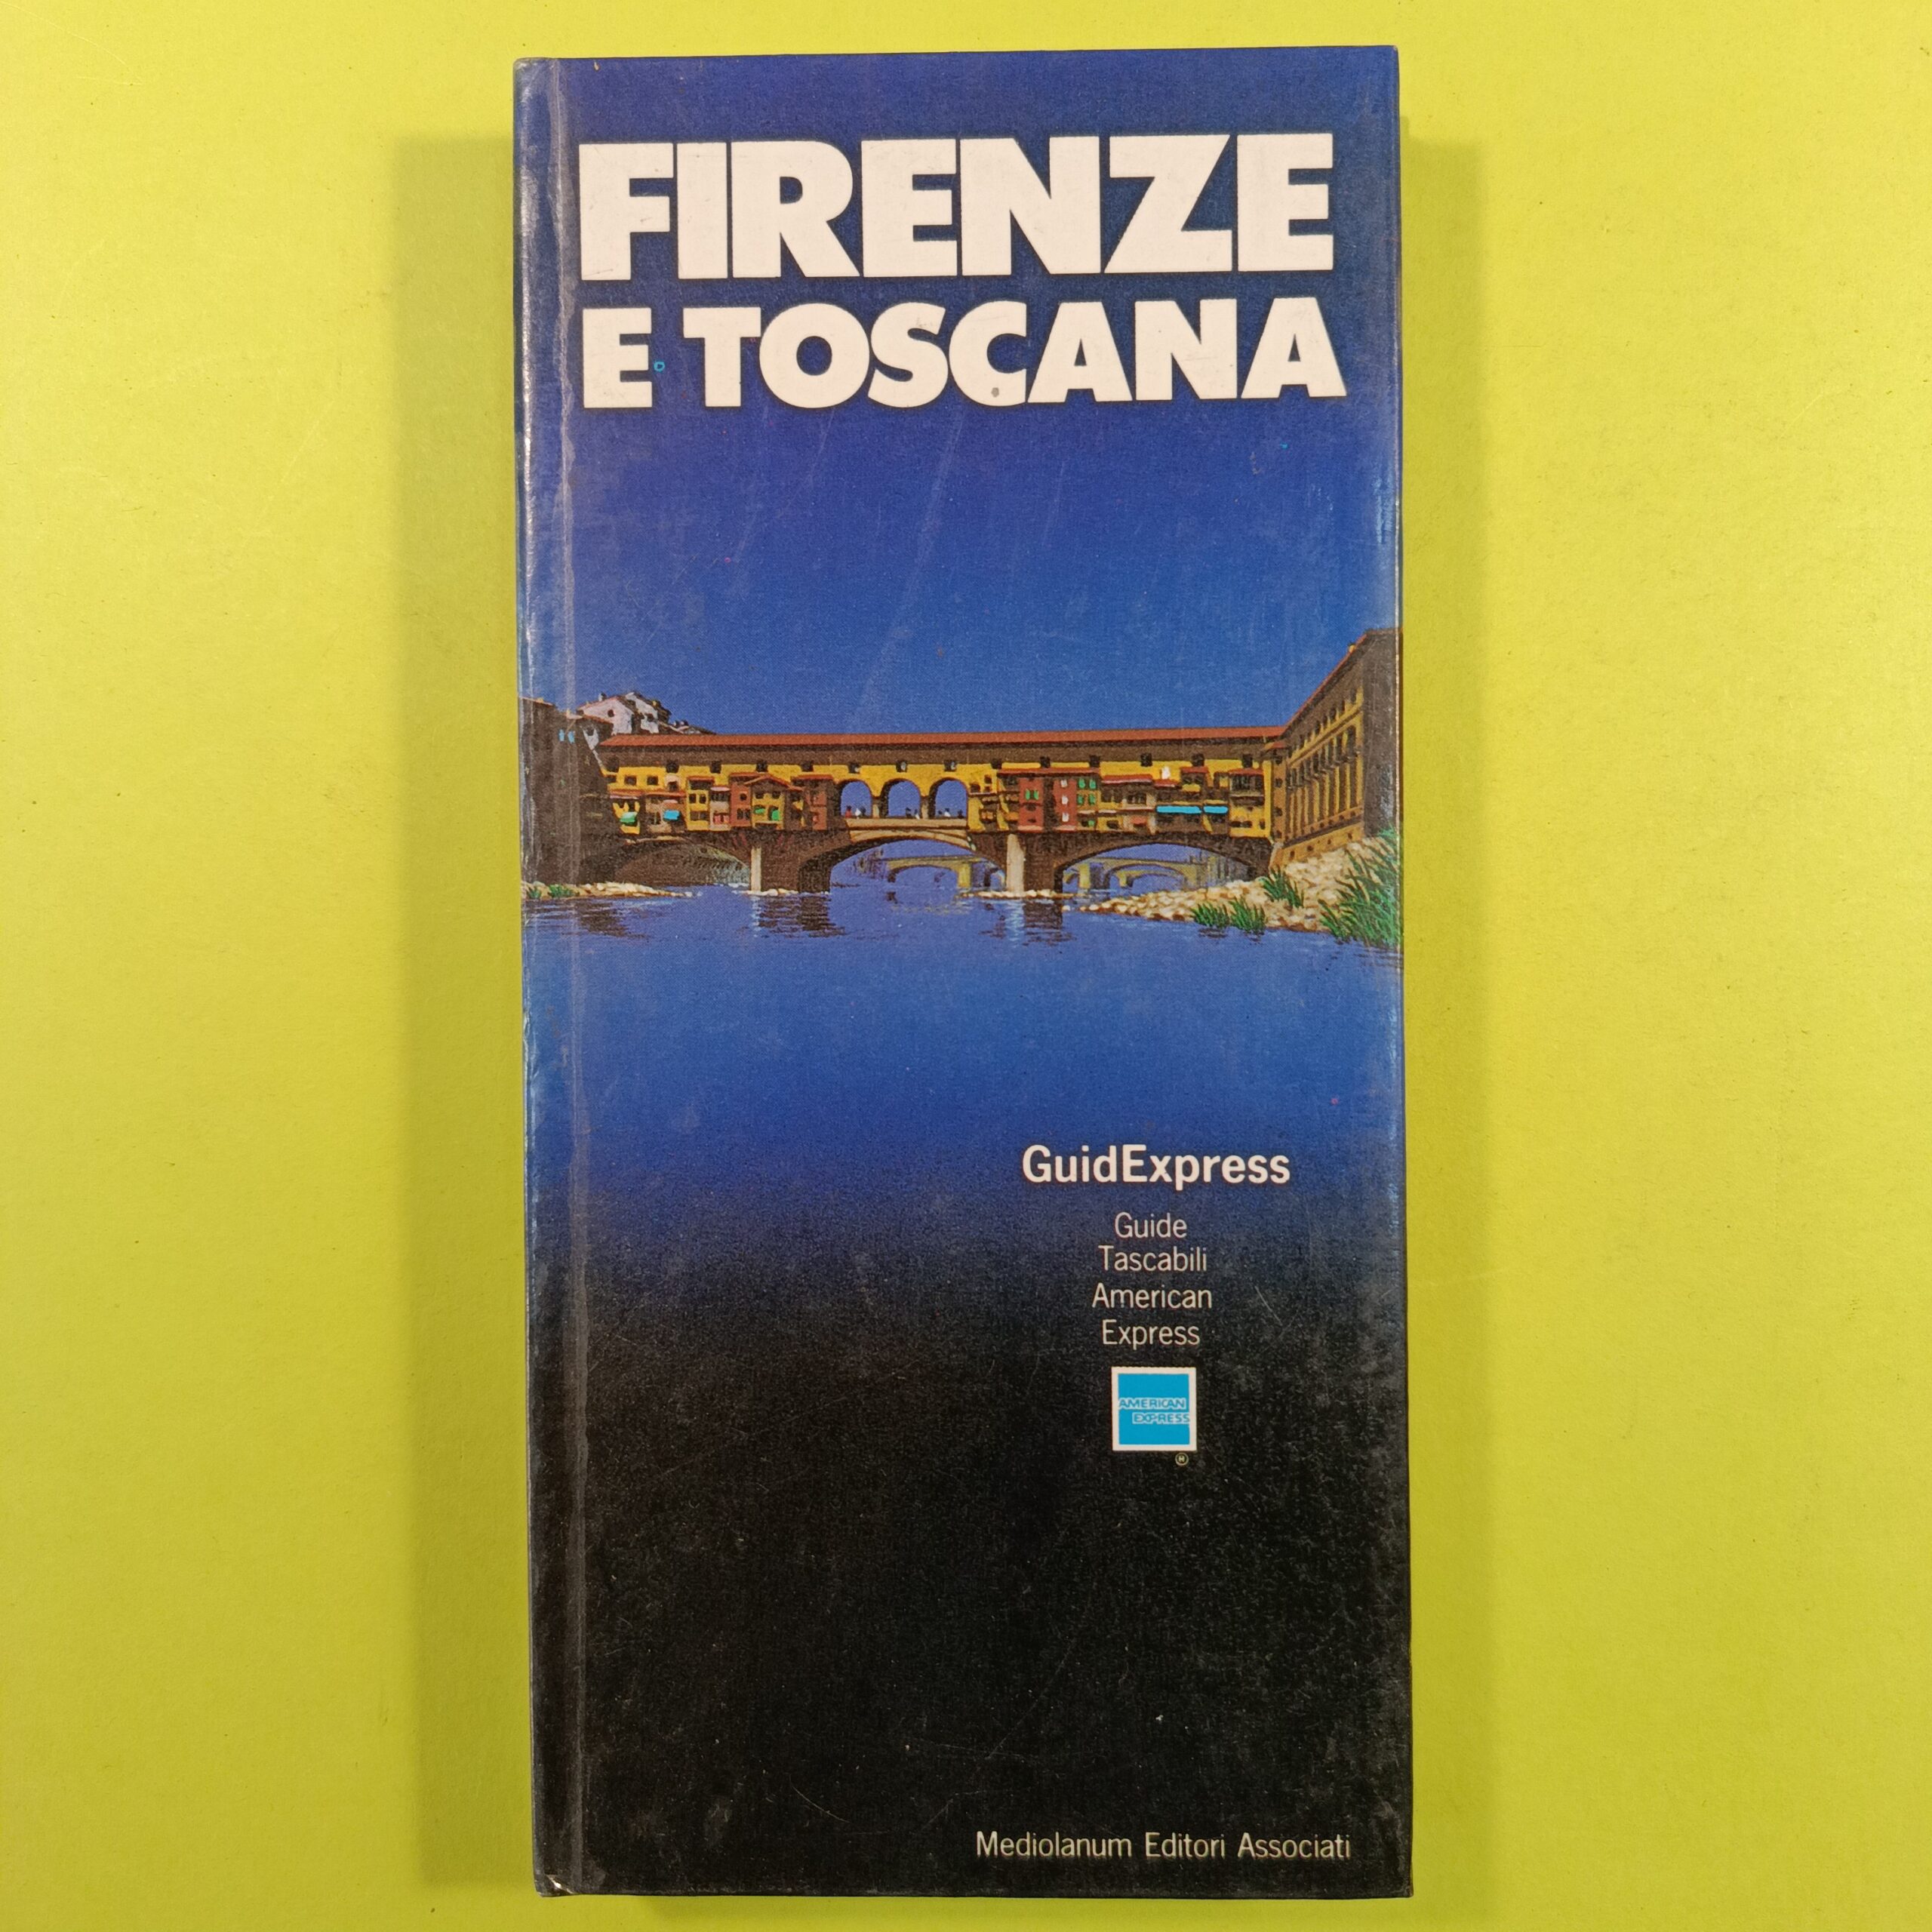 FIRENZE
E TOSCANA
GuidExpress
Guide
Tascabili
American
Express
AMERICAN
EXPRESS
®
Mediolanum Editori Associati